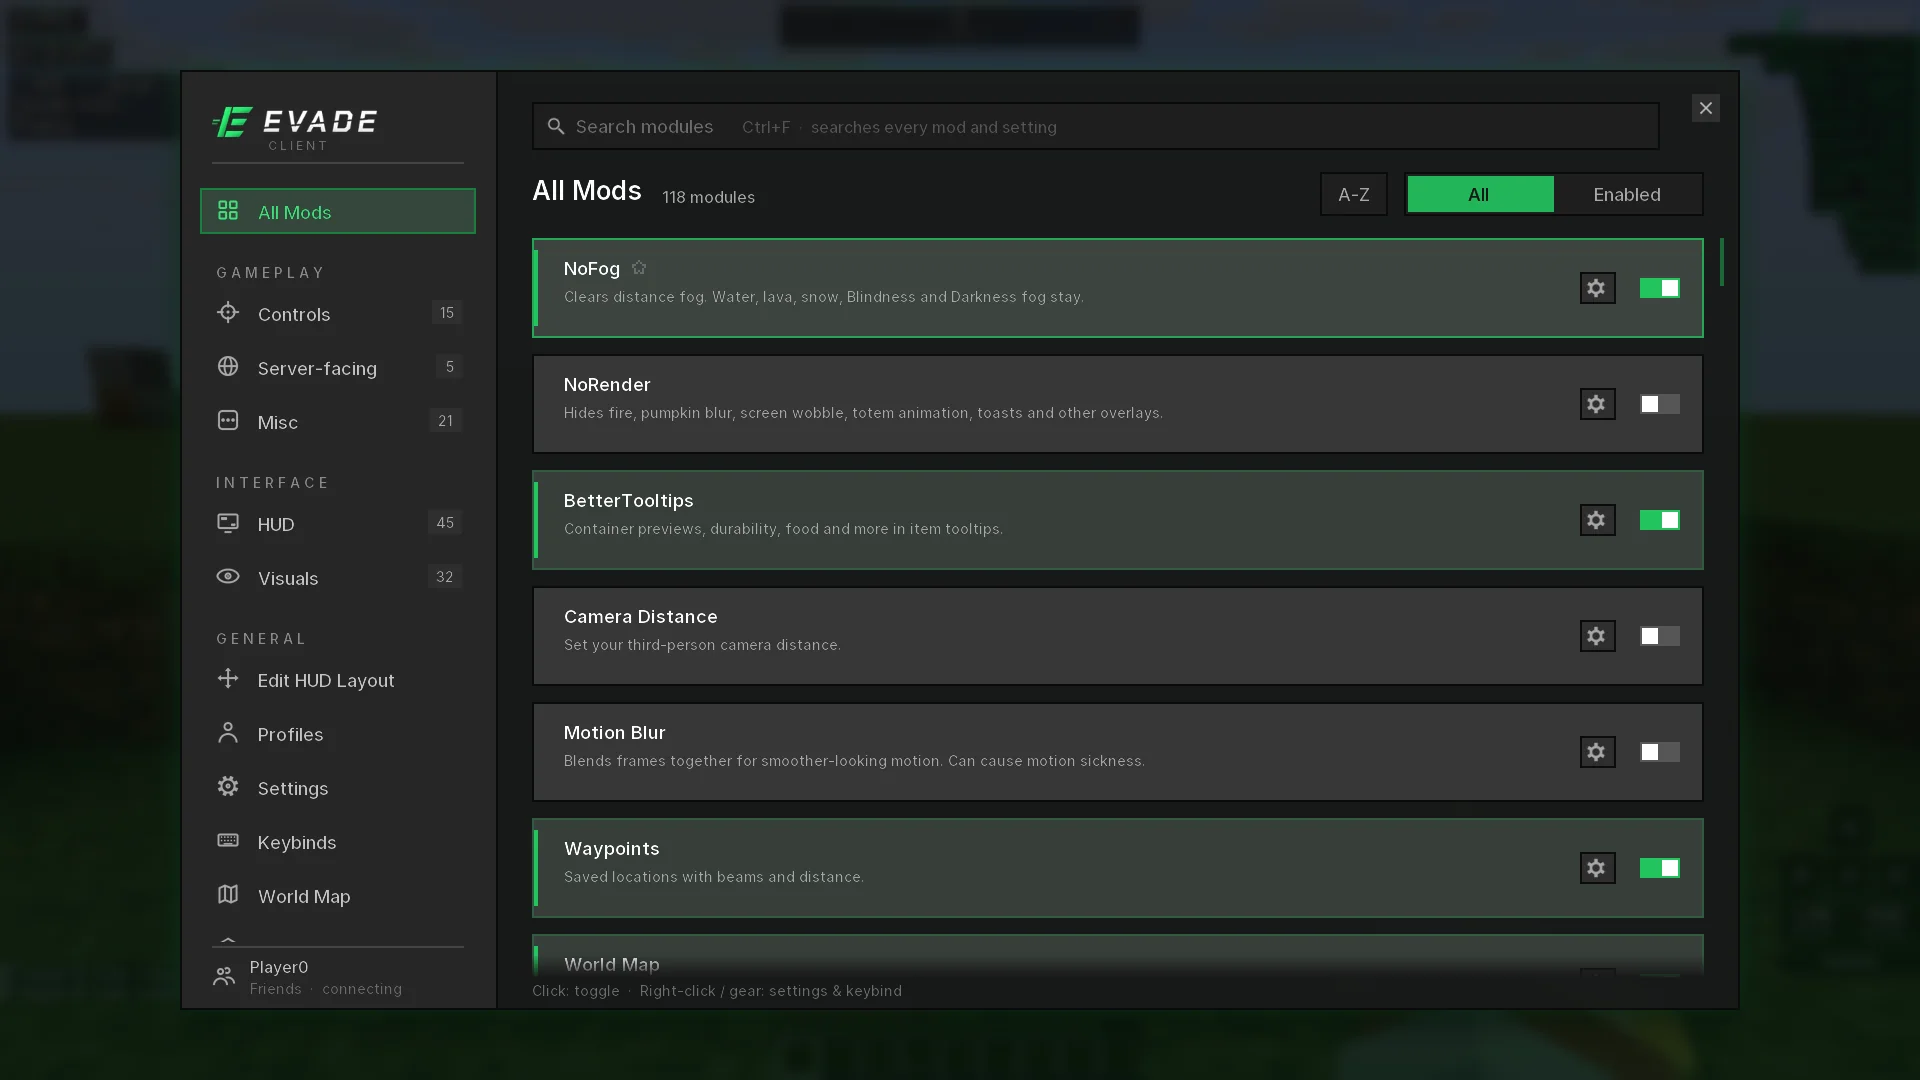 EVADE
CLIENT
All Mods
GAMEPLAY
Controls 15
Server-facing 5
Misc 21
INTERFACE
HUD 45
Visuals 32
GENERAL
Edit HUD Layout
Profiles
Settings
Keybinds
World Map
Player0
Friends · connecting
Search modules Ctrl+F · searches every mod and setting
All Mods 118 modules
A-Z All Enabled
NoFog
Clears distance fog. Water, lava, snow, Blindness and Darkness fog stay.
NoRender
Hides fire, pumpkin blur, screen wobble, totem animation, toasts and other overlays.
BetterTooltips
Container previews, durability, food and more in item tooltips.
Camera Distance
Set your third-person camera distance.
Motion Blur
Blends frames together for smoother-looking motion. Can cause motion sickness.
Waypoints
Saved locations with beams and distance.
World Map
Click: toggle · Right-click / gear: settings & keybind